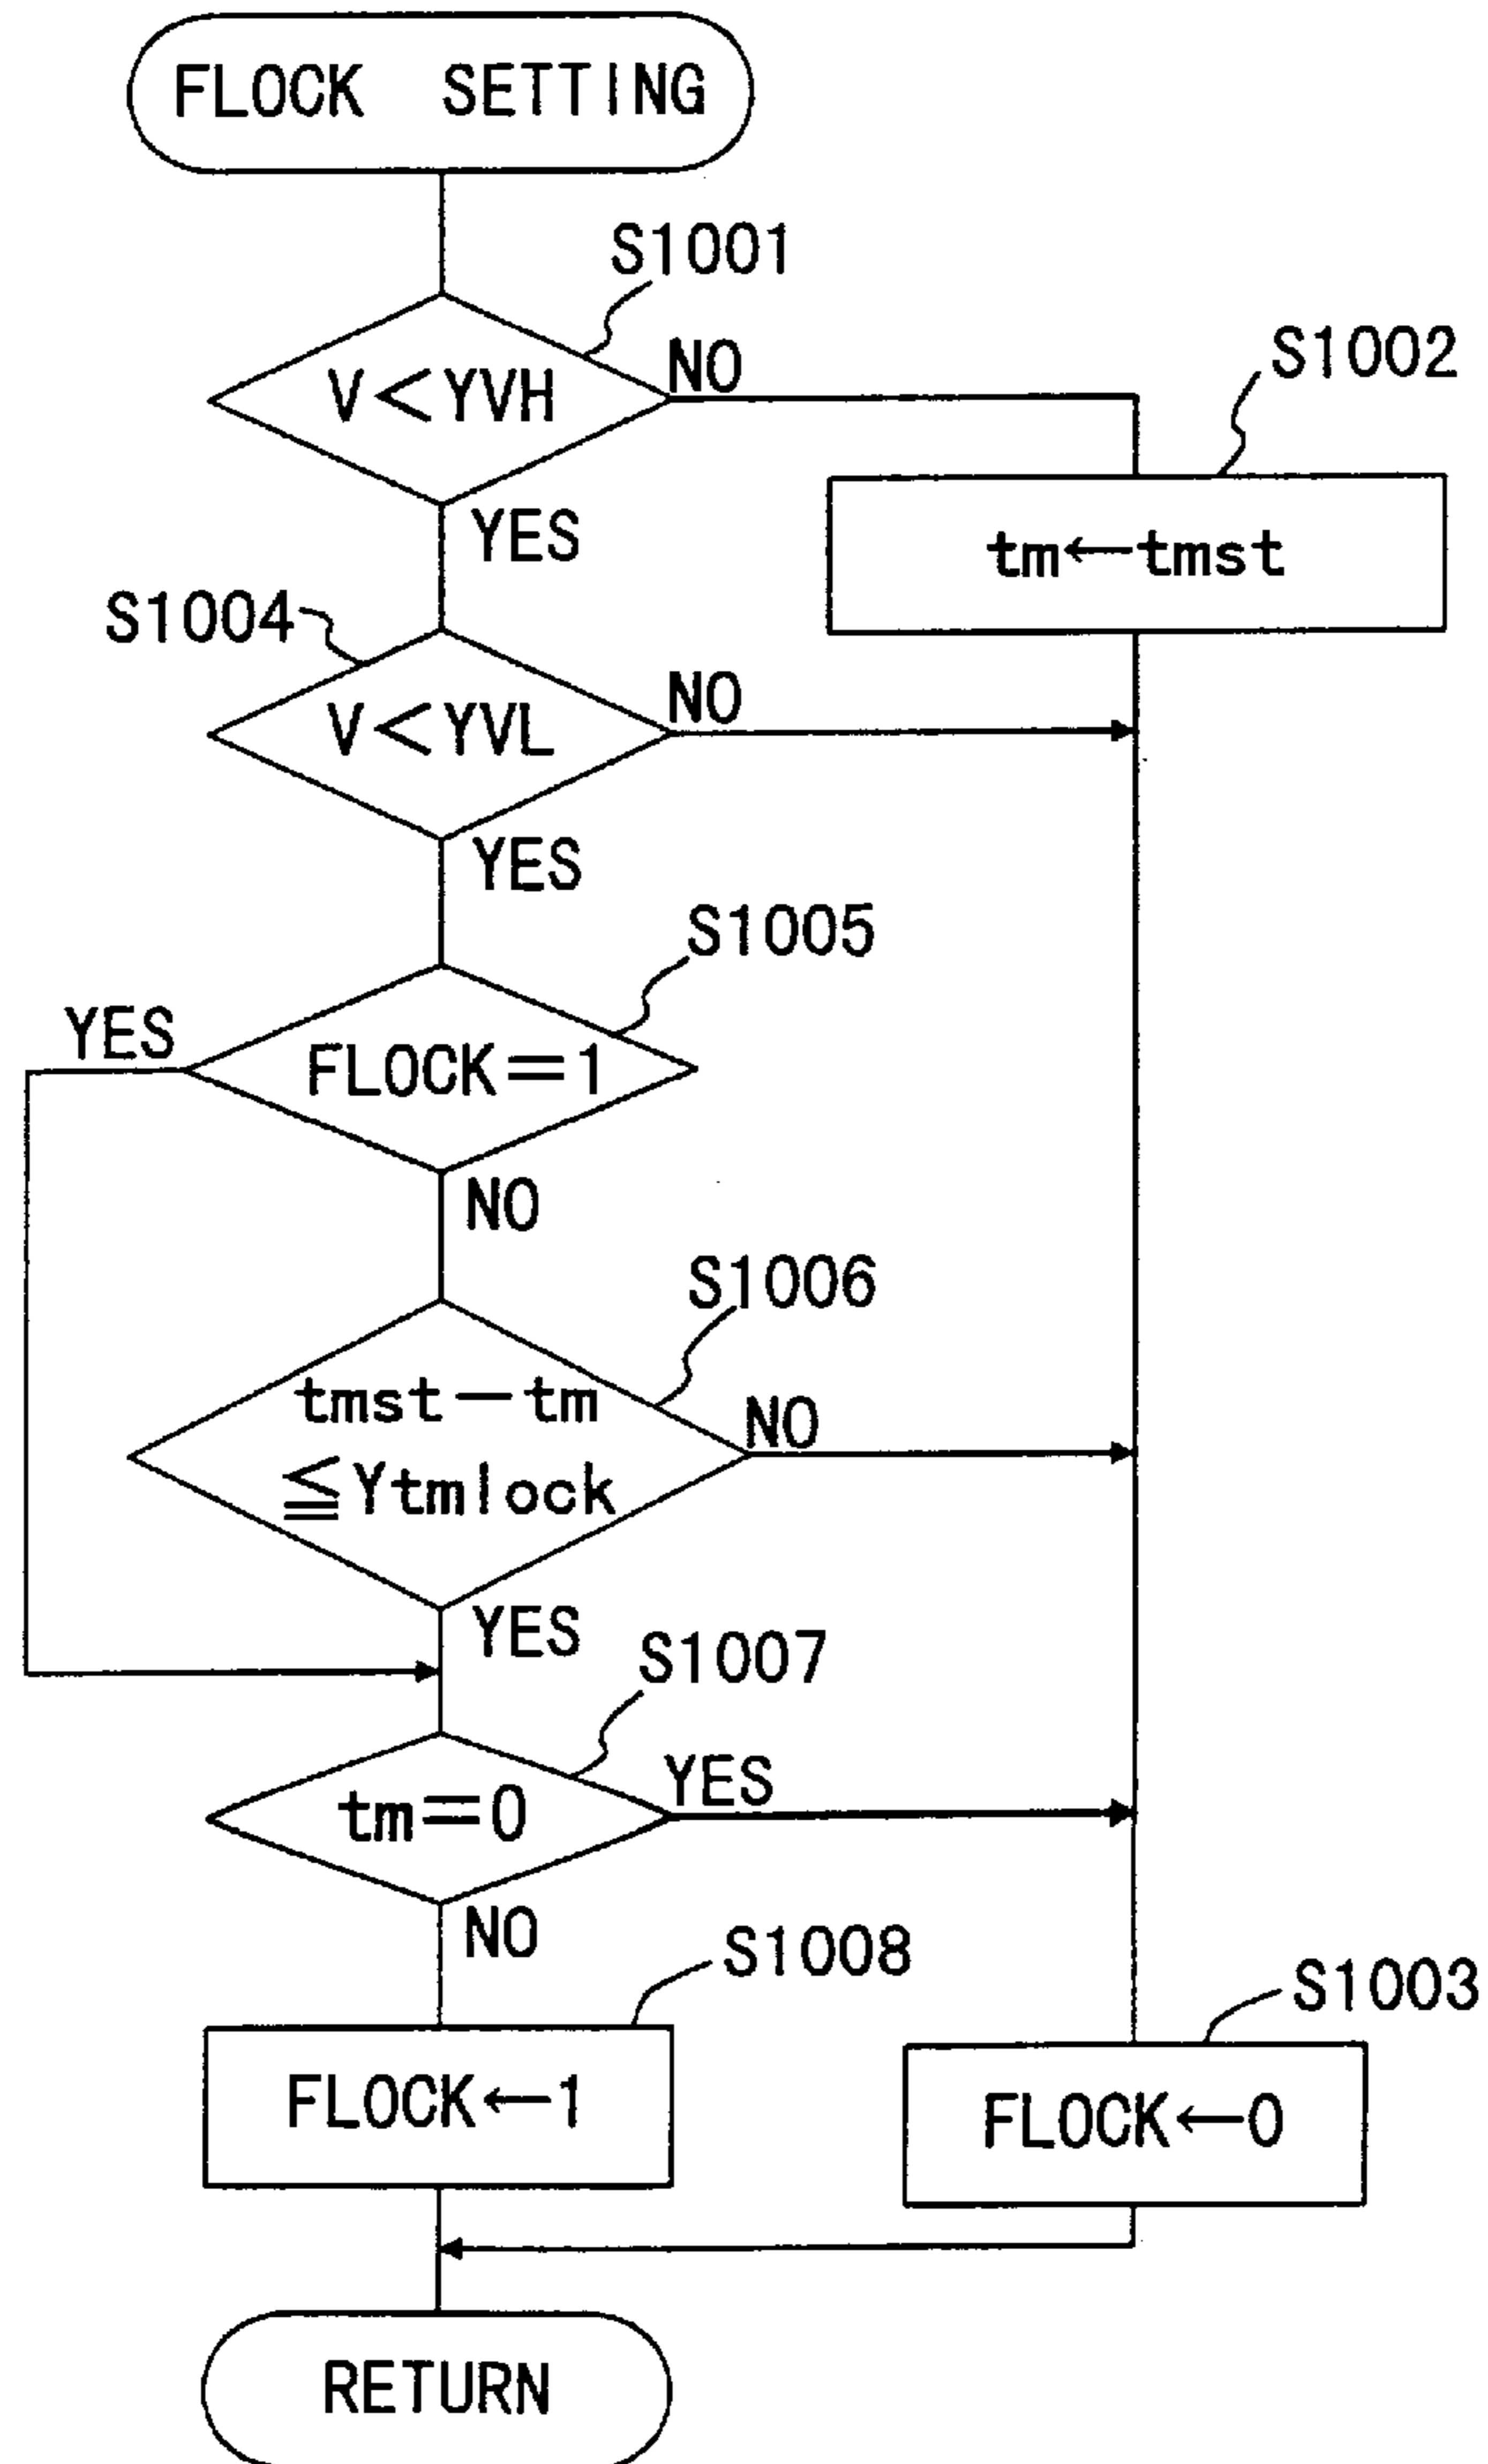 FLOCK SETTING
S1001
V<YVH
NO
S1002
YES
tm←tmst
S1004
V<YVL
NO
YES
S1005
YES
FLOCK=1
NO
S1006
tmst-tm
≦Ytmlock
NO
YES
S1007
tm=0
YES
NO
S1008
S1003
FLOCK←1
FLOCK←0
RETURN